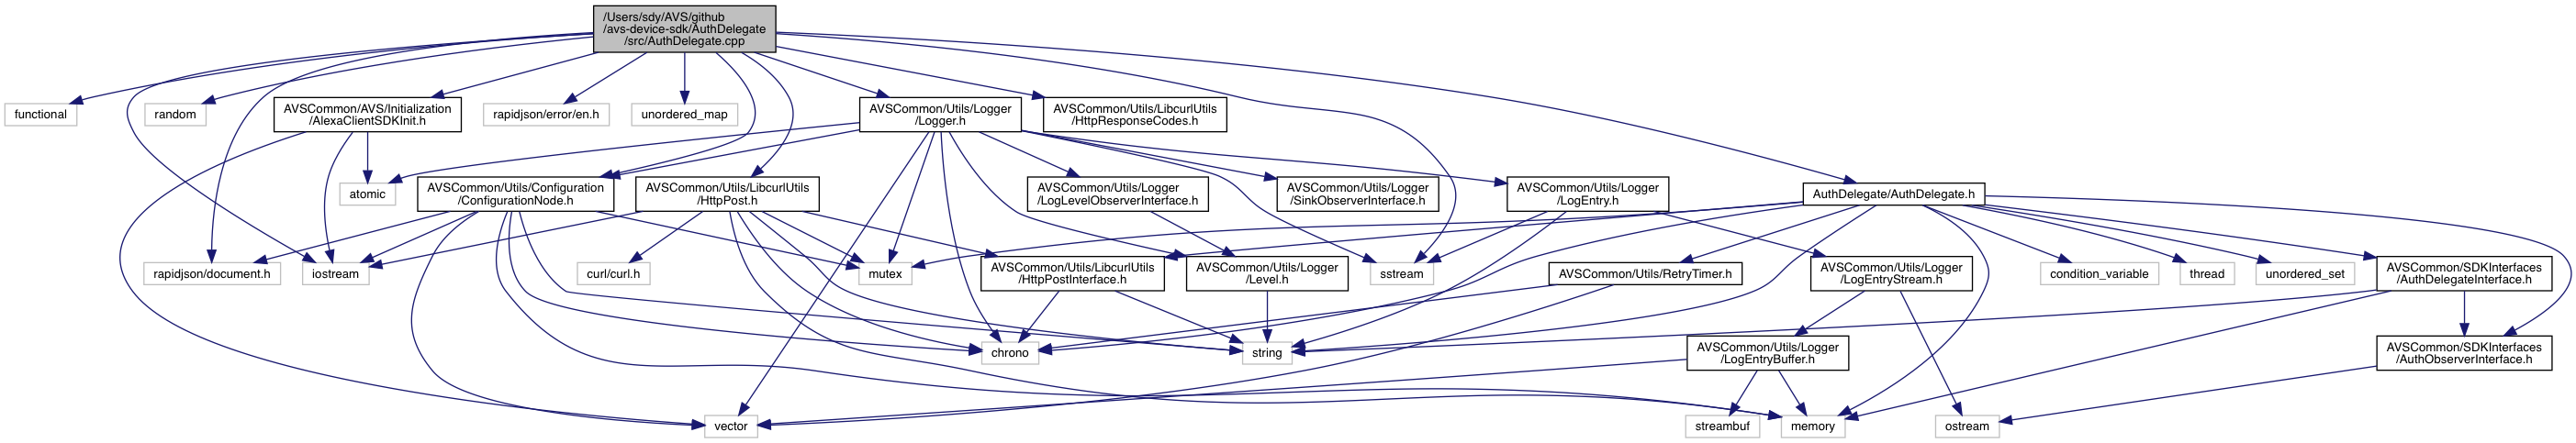 /Users/sdy/AVS/github
/avs-device-sdk/AuthDelegate
/src/AuthDelegate.cpp
functional
random
AVSCommon/AVS/Initialization
/AlexaClientSDKInit.h
rapidjson/error/en.h
unordered_map
AVSCommon/Utils/Logger
/Logger.h
AVSCommon/Utils/LibcurlUtils
/HttpResponseCodes.h
atomic
AVSCommon/Utils/Configuration
/ConfigurationNode.h
AVSCommon/Utils/LibcurlUtils
/HttpPost.h
AVSCommon/Utils/Logger
/LogLevelObserverInterface.h
AVSCommon/Utils/Logger
/SinkObserverInterface.h
AVSCommon/Utils/Logger
/LogEntry.h
AuthDelegate/AuthDelegate.h
rapidjson/document.h
iostream
curl/curl.h
mutex
AVSCommon/Utils/LibcurlUtils
/HttpPostInterface.h
AVSCommon/Utils/Logger
/Level.h
sstream
AVSCommon/Utils/RetryTimer.h
AVSCommon/Utils/Logger
/LogEntryStream.h
condition_variable
thread
unordered_set
AVSCommon/SDKInterfaces
/AuthDelegateInterface.h
chrono
string
AVSCommon/Utils/Logger
/LogEntryBuffer.h
AVSCommon/SDKInterfaces
/AuthObserverInterface.h
vector
streambuf
memory
ostream